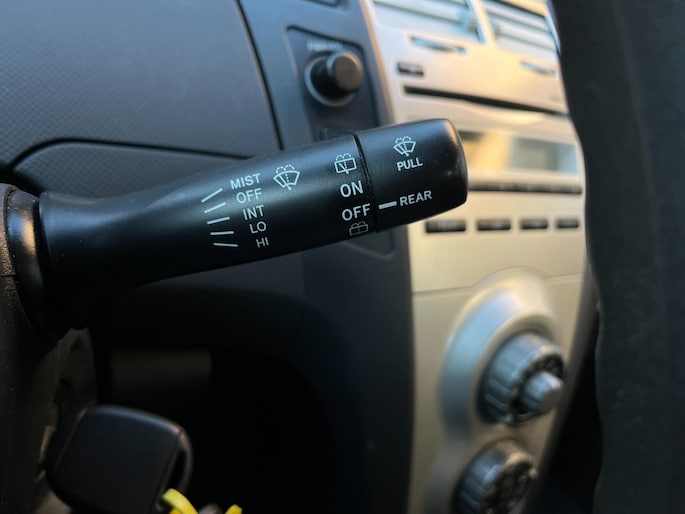 MIST
OFF
INT
LO
HI
ON
OFF
PULL
REAR